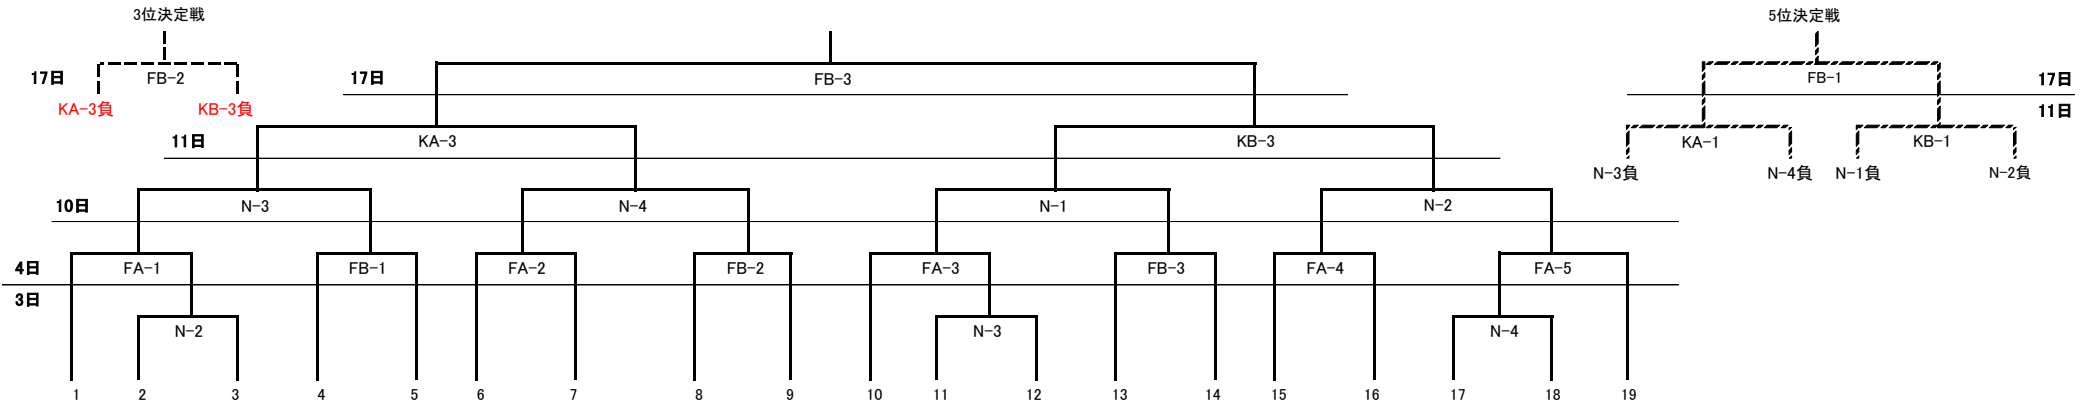 3位決定戦 5位決定戦
17日 FB-2 17日 FB-3 FB-1 17日
KA-3負 KB-3負 11日
11日 KA-3 KB-3 KA-1 KB-1
N-3負 N-4負 N-1負 N-2負
10日 N-3 N-4 N-1 N-2
4日 FA-1 FB-1 FA-2 FB-2 FA-3 FB-3 FA-4 FA-5
3日
N-2 N-3 N-4
1 2 3 4 5 6 7 8 9 10 11 12 13 14 15 16 17 18 19